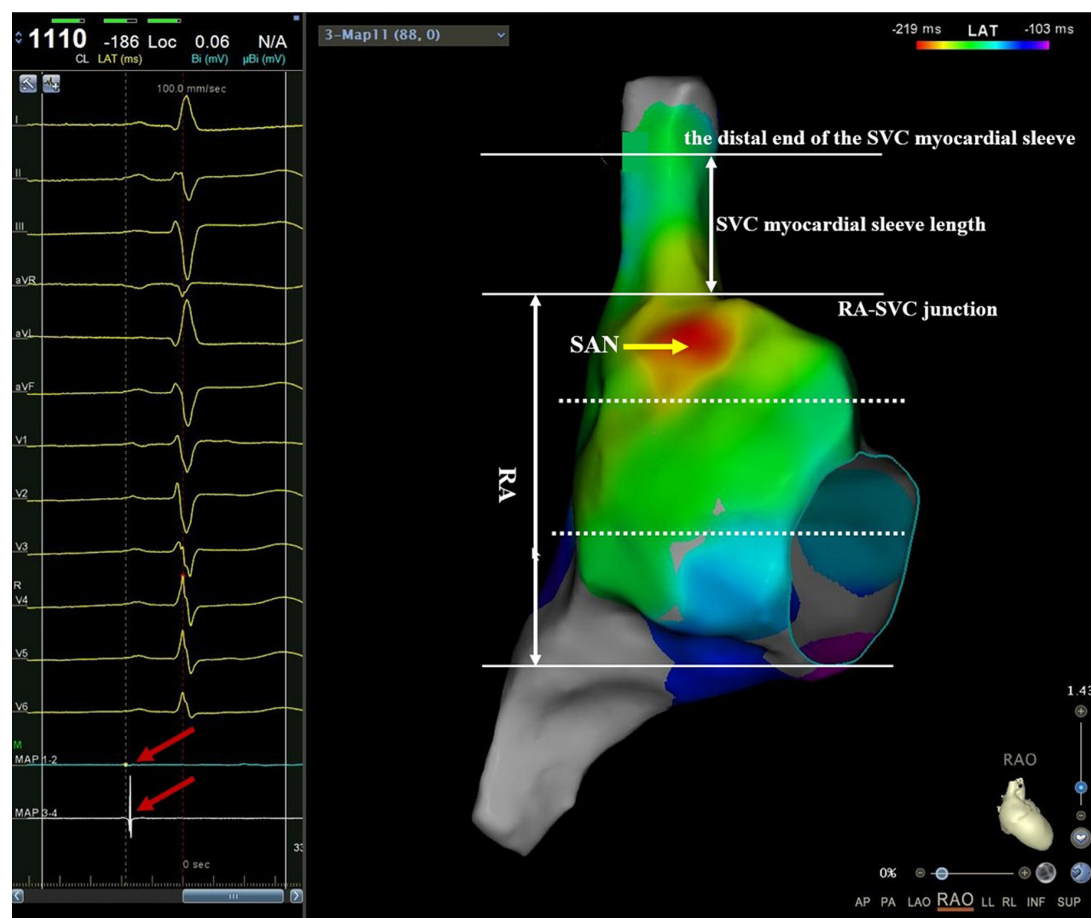 1110 -186 Loc 0.06 N/A
CL LAT (ms) Bi (mV) µBi (mV)
100.0 mm/sec
I
II
III
aVR
aVL
aVF
V1
V2
V3
R
V4
V5
V6
M
MAP 1-2
MAP 3-4
33
0 sec
3-Map11 (88, 0)
-219 ms LAT -103 ms
the distal end of the SVC myocardial sleeve
SVC myocardial sleeve length
RA-SVC junction
SAN
RA
1.43
RAO
0%
AP PA LAO RAO LL RL INF SUP